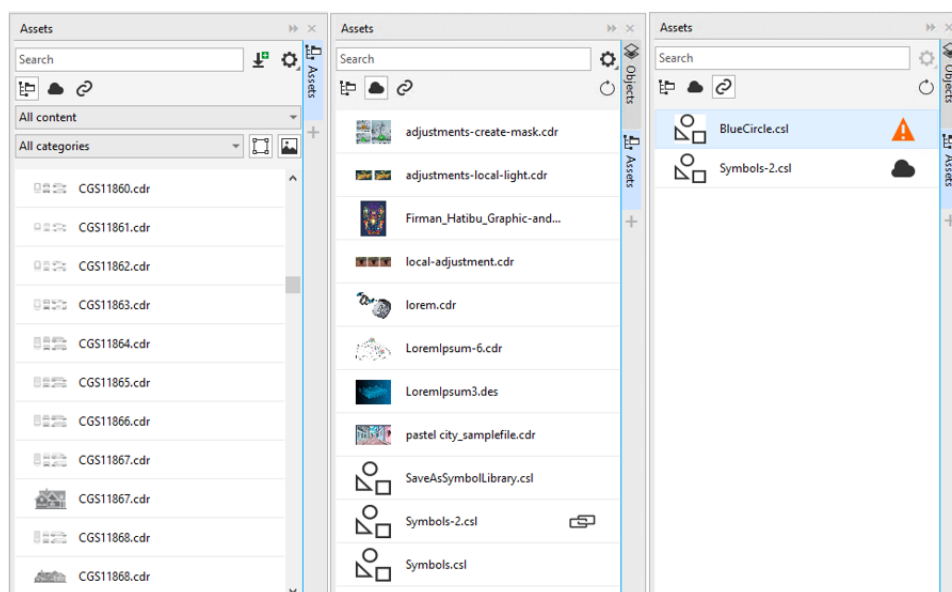 Assets
Search
All content
All categories
CGS11860.cdr
CGS11861.cdr
CGS11862.cdr
CGS11863.cdr
CGS11864.cdr
CGS11865.cdr
CGS11866.cdr
CGS11867.cdr
CGS11867.cdr
CGS11868.cdr
CGS11868.cdr
Assets
Assets
Search
adjustments-create-mask.cdr
adjustments-local-light.cdr
Firman_Hatibu_Graphic-and...
local-adjustment.cdr
lorem.cdr
LoremIpsum-6.cdr
LoremIpsum3.des
pastel city_samplefile.cdr
SaveAsSymbolLibrary.csl
Symbols-2.csl
Symbols.csl
Objects
Assets
Assets
Search
BlueCircle.csl
Symbols-2.csl
Objects
Assets